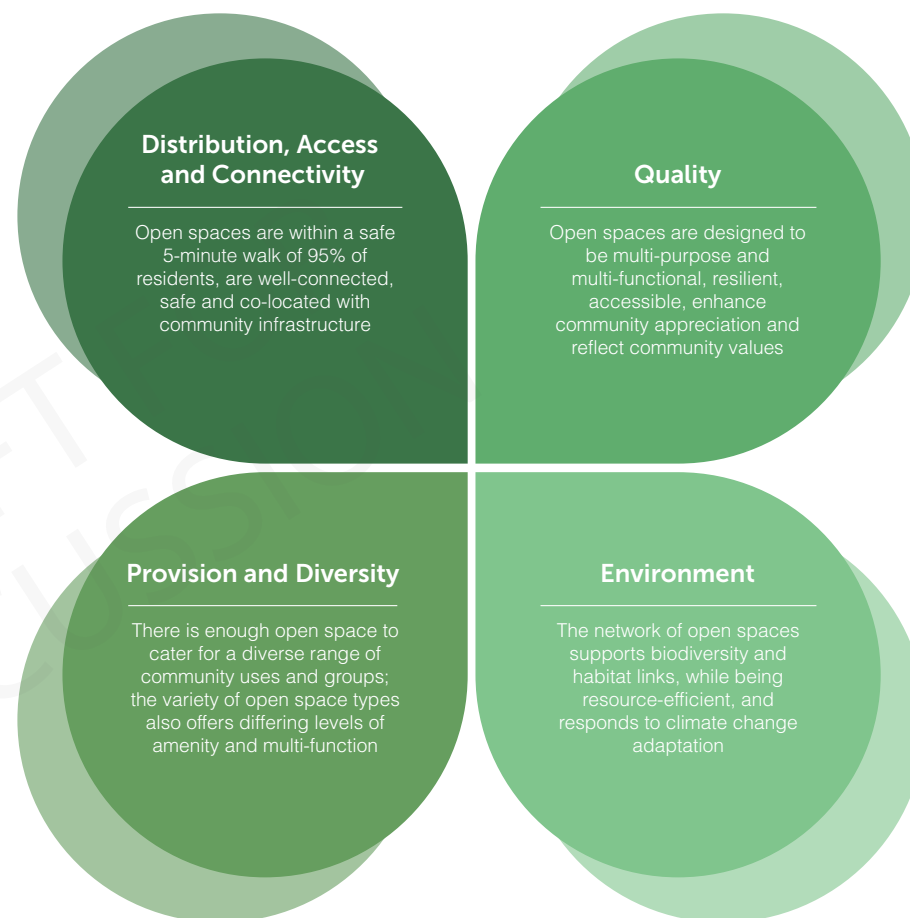 Distribution, Access
and Connectivity
Open spaces are within a safe
5-minute walk of 95% of
residents, are well-connected,
safe and co-located with
community infrastructure
Quality
Open spaces are designed to
be multi-purpose and
multi-functional, resilient,
accessible, enhance
community appreciation and
reflect community values
Provision and Diversity
There is enough open space to
cater for a diverse range of
community uses and groups;
the variety of open space types
also offers differing levels of
amenity and multi-function
Environment
The network of open spaces
supports biodiversity and
habitat links, while being
resource-efficient, and
responds to climate change
adaptation